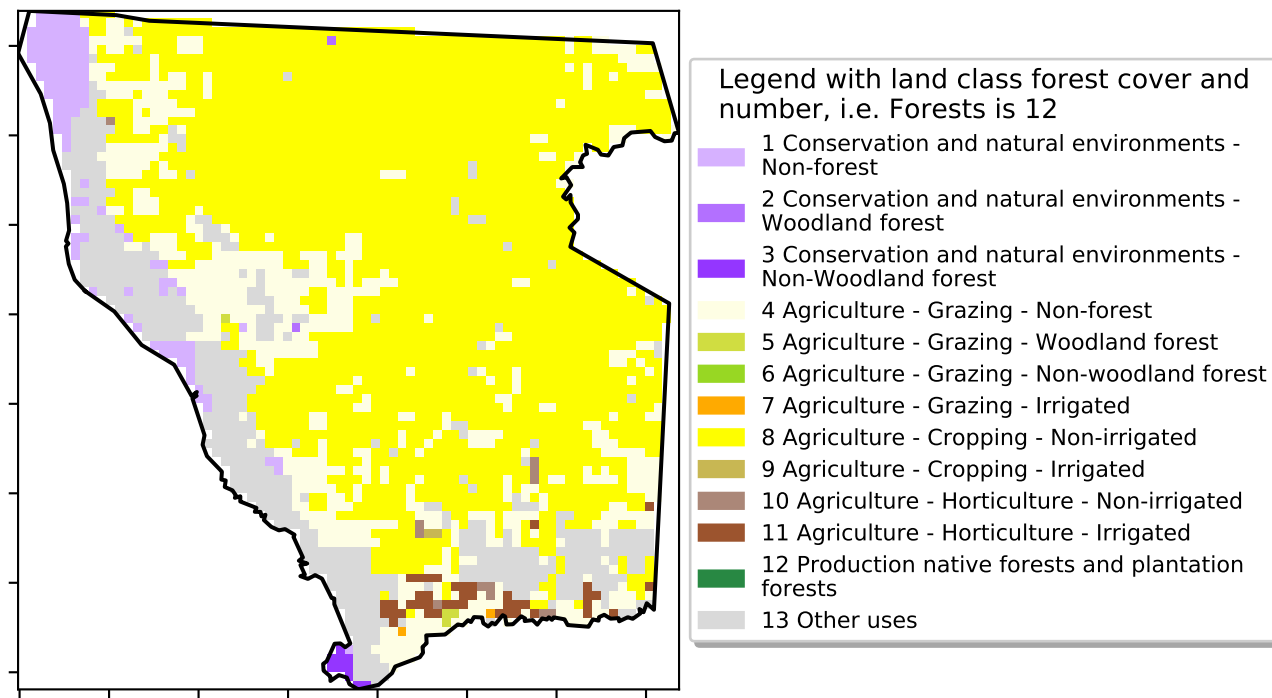 Legend with land class forest cover and
number, i.e. Forests is 12
1 Conservation and natural environments -
Non-forest
2 Conservation and natural environments -
Woodland forest
3 Conservation and natural environments -
Non-Woodland forest
4 Agriculture - Grazing - Non-forest
5 Agriculture - Grazing - Woodland forest
6 Agriculture - Grazing - Non-woodland forest
7 Agriculture - Grazing - Irrigated
8 Agriculture - Cropping - Non-irrigated
9 Agriculture - Cropping - Irrigated
10 Agriculture - Horticulture - Non-irrigated
11 Agriculture - Horticulture - Irrigated
12 Production native forests and plantation
forests
13 Other uses